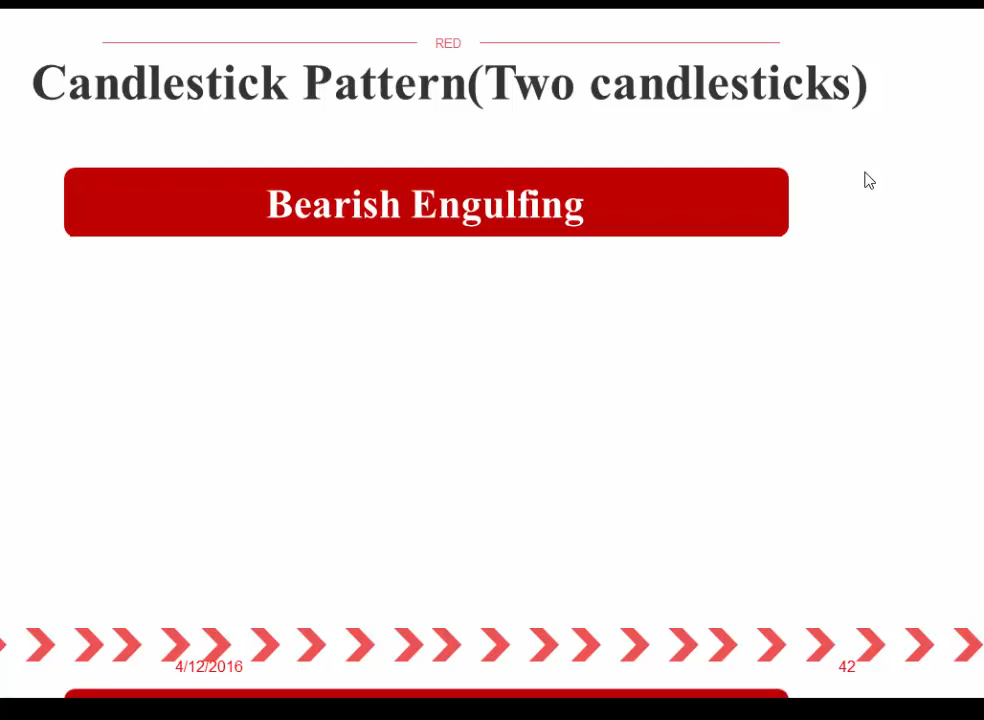 RED
Candlestick Pattern(Two candlesticks)
Bearish Engulfing
4/12/2016
42